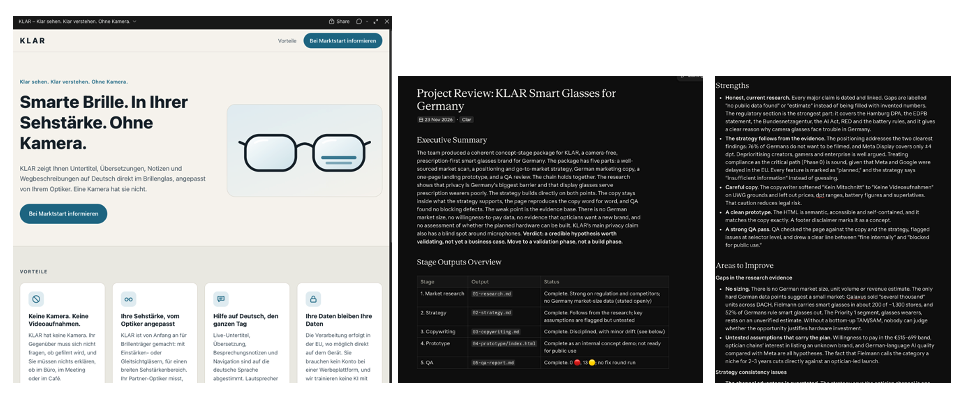 KLAR – Klar sehen. Klar verstehen. Ohne Kamera.
Share
KLAR
Vorteile
Bei Marktstart informieren
Klar sehen. Klar verstehen. Ohne Kamera.
Smarte Brille. In Ihrer
Sehstärke. Ohne
Kamera.
KLAR zeigt Ihnen Untertitel, Übersetzungen, Notizen und
Wegbeschreibungen auf Deutsch direkt im Brillenglas, angepasst
von Ihrem Optiker. Eine Kamera hat sie nicht.
Bei Marktstart informieren
VORTEILE
Keine Kamera. Keine
Videoaufnahmen.
KLAR hat keine Kamera. Ihr
Gegenüber muss sich nicht
fragen, ob gefilmt wird, und
Sie müssen nichts erklären,
ob im Büro, im Meeting
oder im Café.
Ihre Sehstärke, vom
Optiker angepasst
KLAR ist von Anfang an für
Brillenträger gemacht: mit
Einstärken- oder
Gleitsichtgläsern, für einen
breiten Sehstärkenbereich.
Ihr Partner-Optiker misst,
Hilfe auf Deutsch, den
ganzen Tag
Live-Untertitel,
Übersetzung,
Besprechungsnotizen und
Navigation sind auf die
deutsche Sprache
abgestimmt. Lautsprecher
Ihre Daten bleiben Ihre
Daten
Die Verarbeitung erfolgt in
der EU, wo möglich direkt
auf dem Gerät. Sie
brauchen kein Konto bei
einer Werbeplattform, und
wir trainieren keine KI mit
Project Review: KLAR Smart Glasses for
Germany
23 Nov 2026 · Clar
Executive Summary
The team produced a coherent concept-stage package for KLAR, a camera-free,
prescription-first smart glasses brand for Germany. The package has five parts: a well-
sourced market scan, a positioning and go-to-market strategy, German marketing copy, a
one-page landing prototype, and a QA review. The chain holds together. The research
shows that privacy is Germany's biggest barrier and that display glasses serve
prescription wearers best. The strategy builds directly on both points. The copy stays
inside what the strategy supports, the page reproduces the copy word for word, and QA
found no blocking defects. The weak point is the evidence base. There is no German
market size, no willingness-to-pay data, no evidence that opticians want a new brand, and
no assessment of whether the planned hardware can be built. KLAR's main privacy claim
also has a blind spot around microphones. Verdict: a credible hypothesis worth
validating, not yet a business case. Move to a validation phase, not a build phase.
Stage Outputs Overview
Stage Output Status
1. Market research 01-research.md Complete. Strong on regulation and competitors;
no Germany market-size data (stated openly)
2. Strategy 02-strategy.md Complete. Follows from the research; key
assumptions are flagged but untested
3. Copywriting 03-copywriting.md Complete. Disciplined, with minor drift (see below)
4. Prototype 04-prototype/index.html Complete as an internal concept demo, not ready
for public use
5. QA 05-qa-report.md Complete: 0 🔴, 13 🟡; no fix round run
Strengths
• Honest, current research. Every major claim is dated and linked. Gaps are labelled
"no public data found" or "estimate" instead of being filled with invented numbers.
The regulatory section is the strongest part: it covers the Hamburg DPA, the EDPB
statement, the Bundesnetzagentur, the AI Act, RED and the battery rules, and it gives
a clear reason why camera glasses face trouble in Germany.
• The strategy follows from the evidence. The positioning addresses the two clearest
findings: 76% of Germans do not want to be filmed, and Meta Display covers only ±4
dpt. Deprioritising creators, gamers and enterprise is well argued. Treating
compliance as the critical path (Phase 0) is sound, given that Meta and Google were
delayed in the EU. Every feature is marked as "planned," and the strategy says
"Insufficient information" instead of guessing.
• Careful copy. The copywriter softened "Kein Mitschnitt" to "Keine Videoaufnahmen"
on UWG grounds and left out prices, dpt ranges, battery figures and superlatives.
That caution reduces legal risk.
• A clean prototype. The HTML is semantic, accessible and self-contained, and it
matches the copy exactly. A footer disclaimer marks it as a concept.
• A strong QA pass. QA checked the page against the copy and the strategy, flagged
issues at selector level, and drew a clear line between "fine internally" and "blocked
for public use."
Areas to Improve
Gaps in the research evidence
• No sizing. There is no German market size, unit volume or revenue estimate. The only
hard German data points suggest a small market: Galaxus sold "several thousand"
units across DACH, Fielmann carries smart glasses in about 200 of ~1,300 stores, and
52% of Germans rule smart glasses out. The Priority 1 segment, glasses wearers,
rests on an unverified estimate. Without a bottom-up TAM/SAM, nobody can judge
whether the opportunity justifies hardware investment.
• Untested assumptions that carry the plan. Willingness to pay in the
optician chains' interest in listing an unknown brand, and German-language AI quality
compared with Meta are all hypotheses. The fact that Fielmann calls the category a
niche for 2–3 years cuts directly against an optician-led launch.
Strategy consistency issues